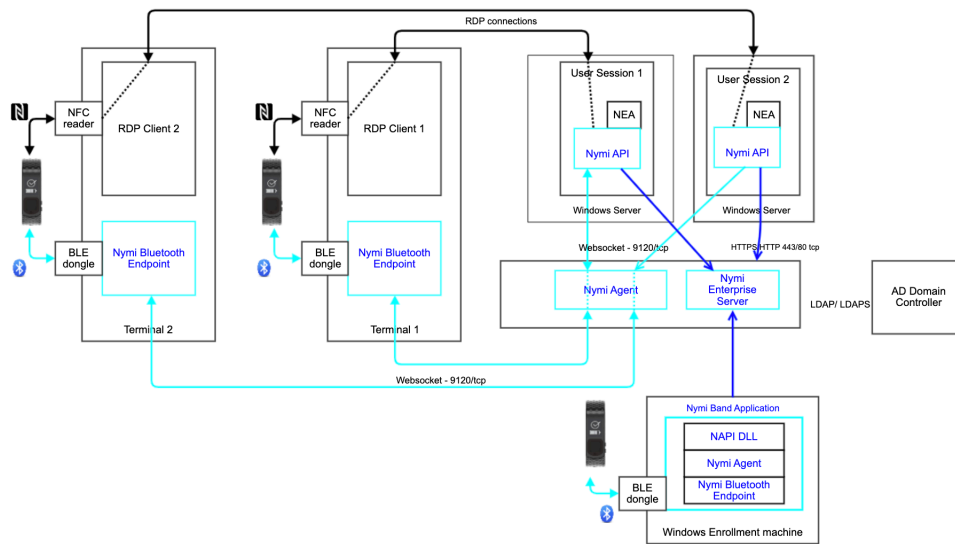 RDP connections
NFC
reader
RDP Client 2
NFC
reader
RDP Client 1
User Session 1
NEA
Nymi API
Windows Server
User Session 2
NEA
Nymi API
Windows Server
BLE
dongle
Nymi Bluetooth
Endpoint
Terminal 2
BLE
dongle
Nymi Bluetooth
Endpoint
Terminal 1
Websocket - 9120/tcp
HTTPS/HTTP 443/80 tcp
Nymi Agent
Nymi
Enterprise
Server
LDAP/ LDAPS
AD Domain
Controller
Websocket - 9120/tcp
Nymi Band Application
NAPI DLL
Nymi Agent
Nymi Bluetooth
Endpoint
BLE
dongle
Windows Enrollment machine